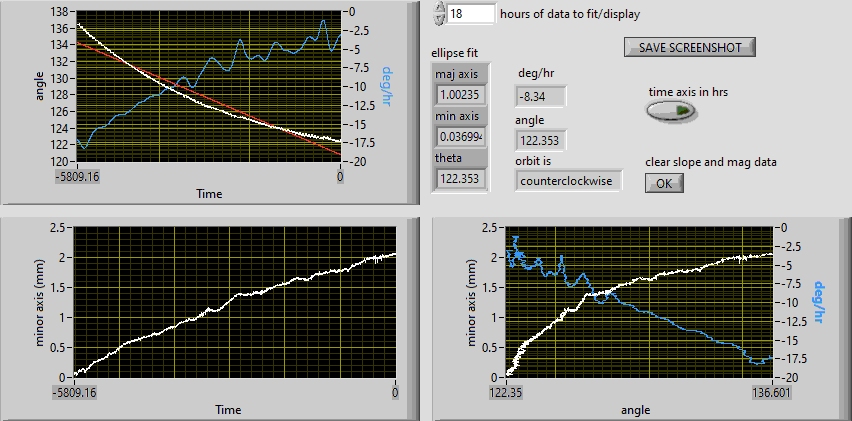 138
136
134
132
130
128
126
124
122
120
angle
0
-2.5
-5
-7.5
-10
-12.5
-15
-17.5
-20
deg/hr
-5809.16
0
Time
18 hours of data to fit/display
SAVE SCREENSHOT
ellipse fit
maj axis
1.00235
min axis
0.036994
theta
122.353
deg/hr
-8.34
angle
122.353
orbit is
counterclockwise
time axis in hrs
clear slope and mag data
OK
2.5
2
1.5
1
0.5
0
minor axis (mm)
-5809.16
0
Time
2.5
2
1.5
1
0.5
0
minor axis (mm)
0
-2.5
-5
-7.5
-10
-12.5
-15
-17.5
-20
deg/hr
122.35
136.601
angle